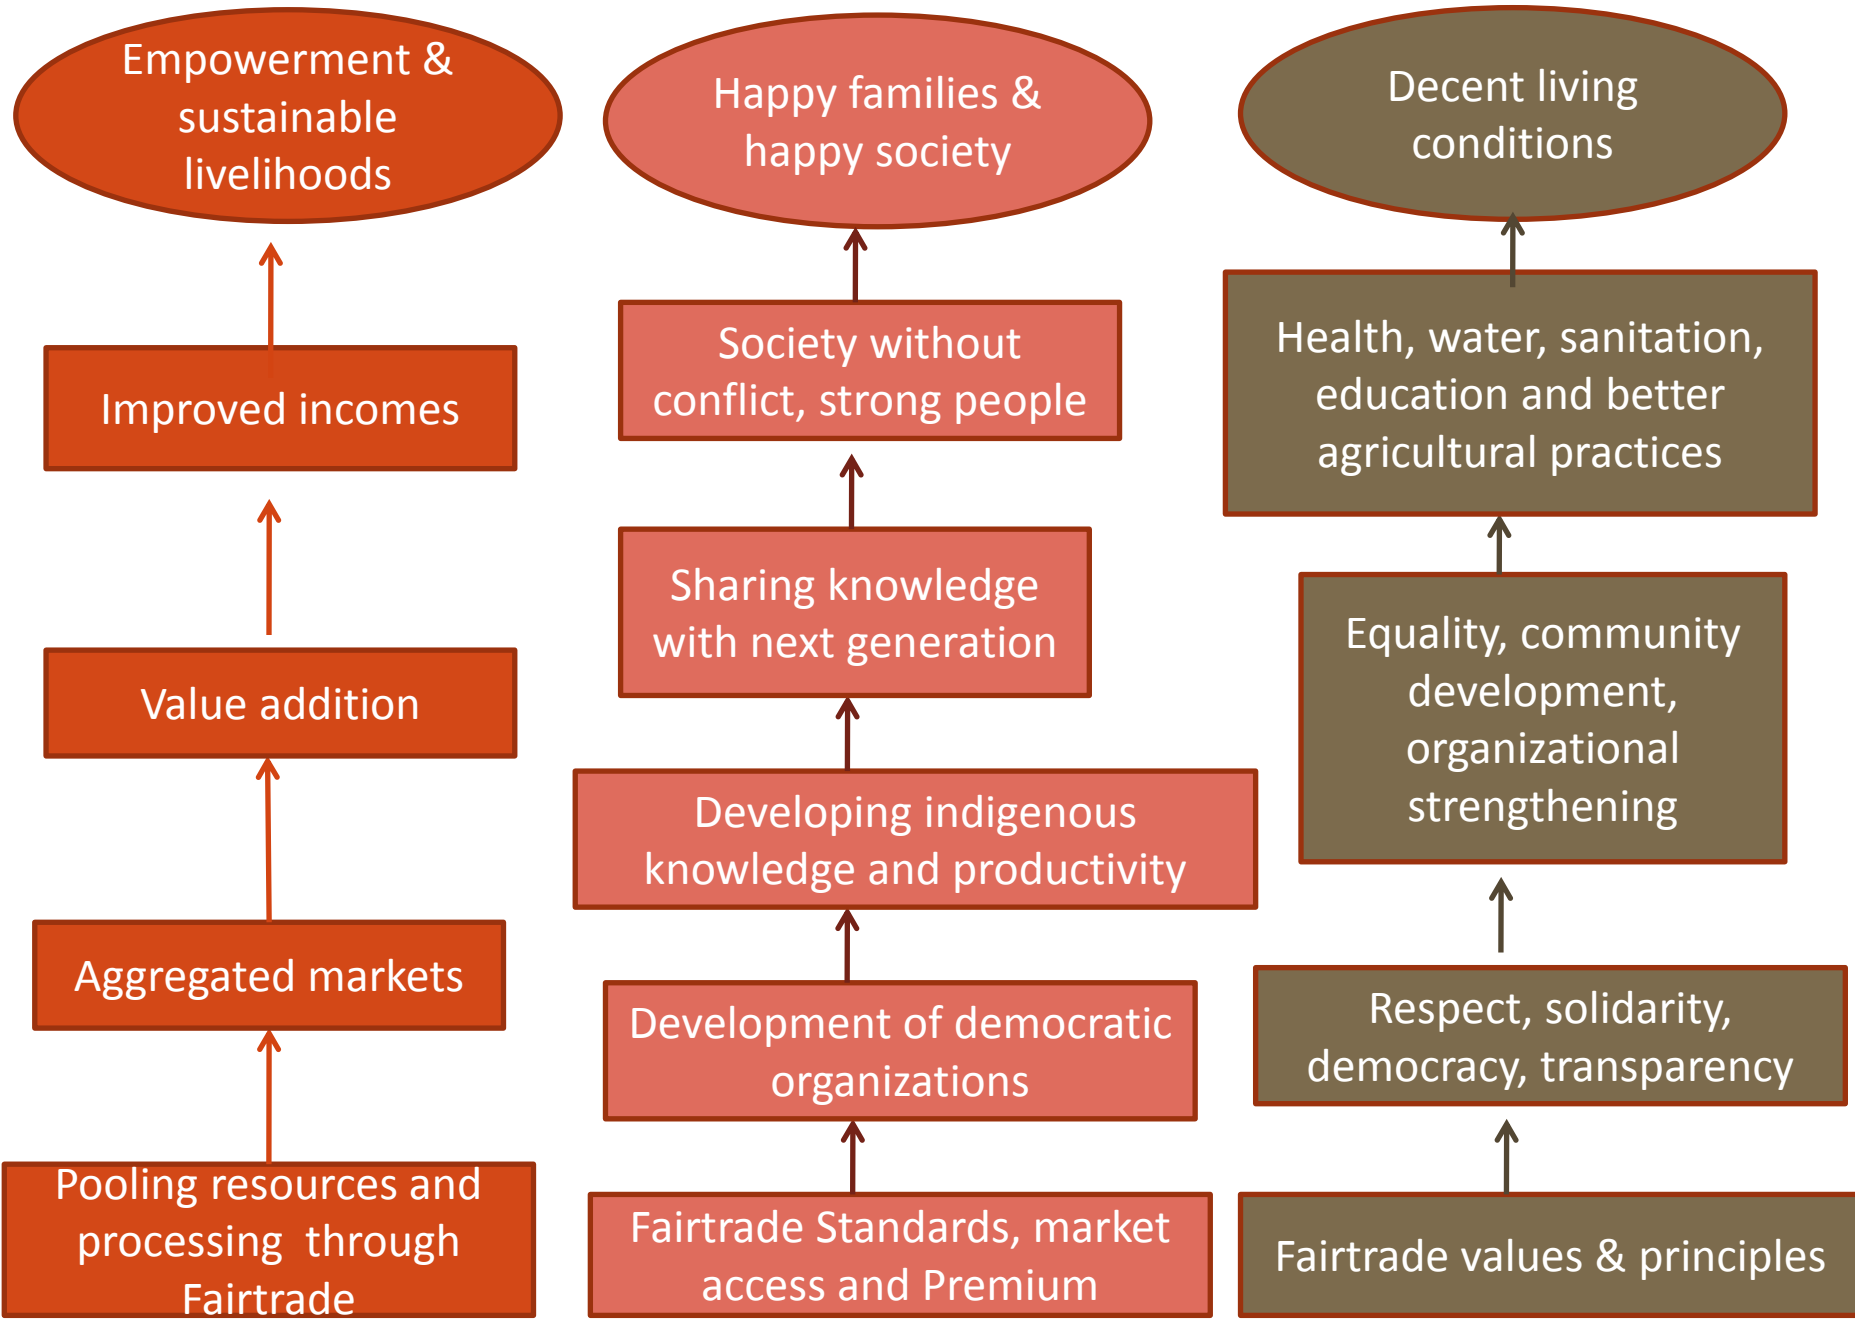 Empowerment &
sustainable
livelihoods
Improved incomes
Value addition
Aggregated markets
Pooling resources and
processing through
Fairtrade
Happy families &
happy society
Society without
conflict, strong people
Sharing knowledge
with next generation
Developing indigenous
knowledge and productivity
Development of democratic
organizations
Fairtrade Standards, market
access and Premium
Decent living
conditions
Health, water, sanitation,
education and better
agricultural practices
Equality, community
development,
organizational
strengthening
Respect, solidarity,
democracy, transparency
Fairtrade values & principles